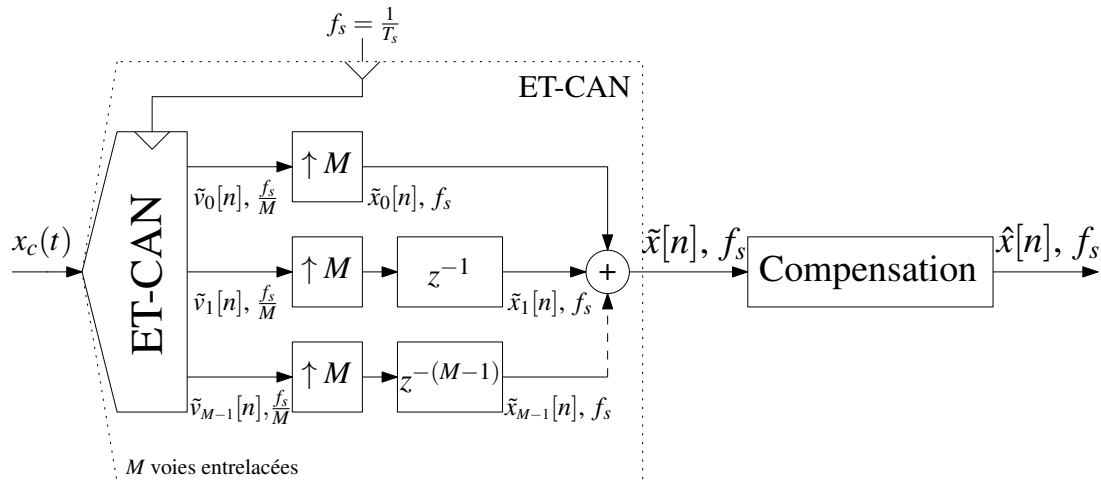 f_s = 1/T_s
ET-CAN
ET-CAN
x_c(t)
↑ M
ṽ_0[n], f_s/M
x̃_0[n], f_s
↑ M
z^{-1}
ṽ_1[n], f_s/M
x̃_1[n], f_s
↑ M
z^{-(M-1)}
ṽ_{M-1}[n], f_s/M
x̃_{M-1}[n], f_s
+
x̃[n], f_s
Compensation
x̂[n], f_s
M voies entrelacées